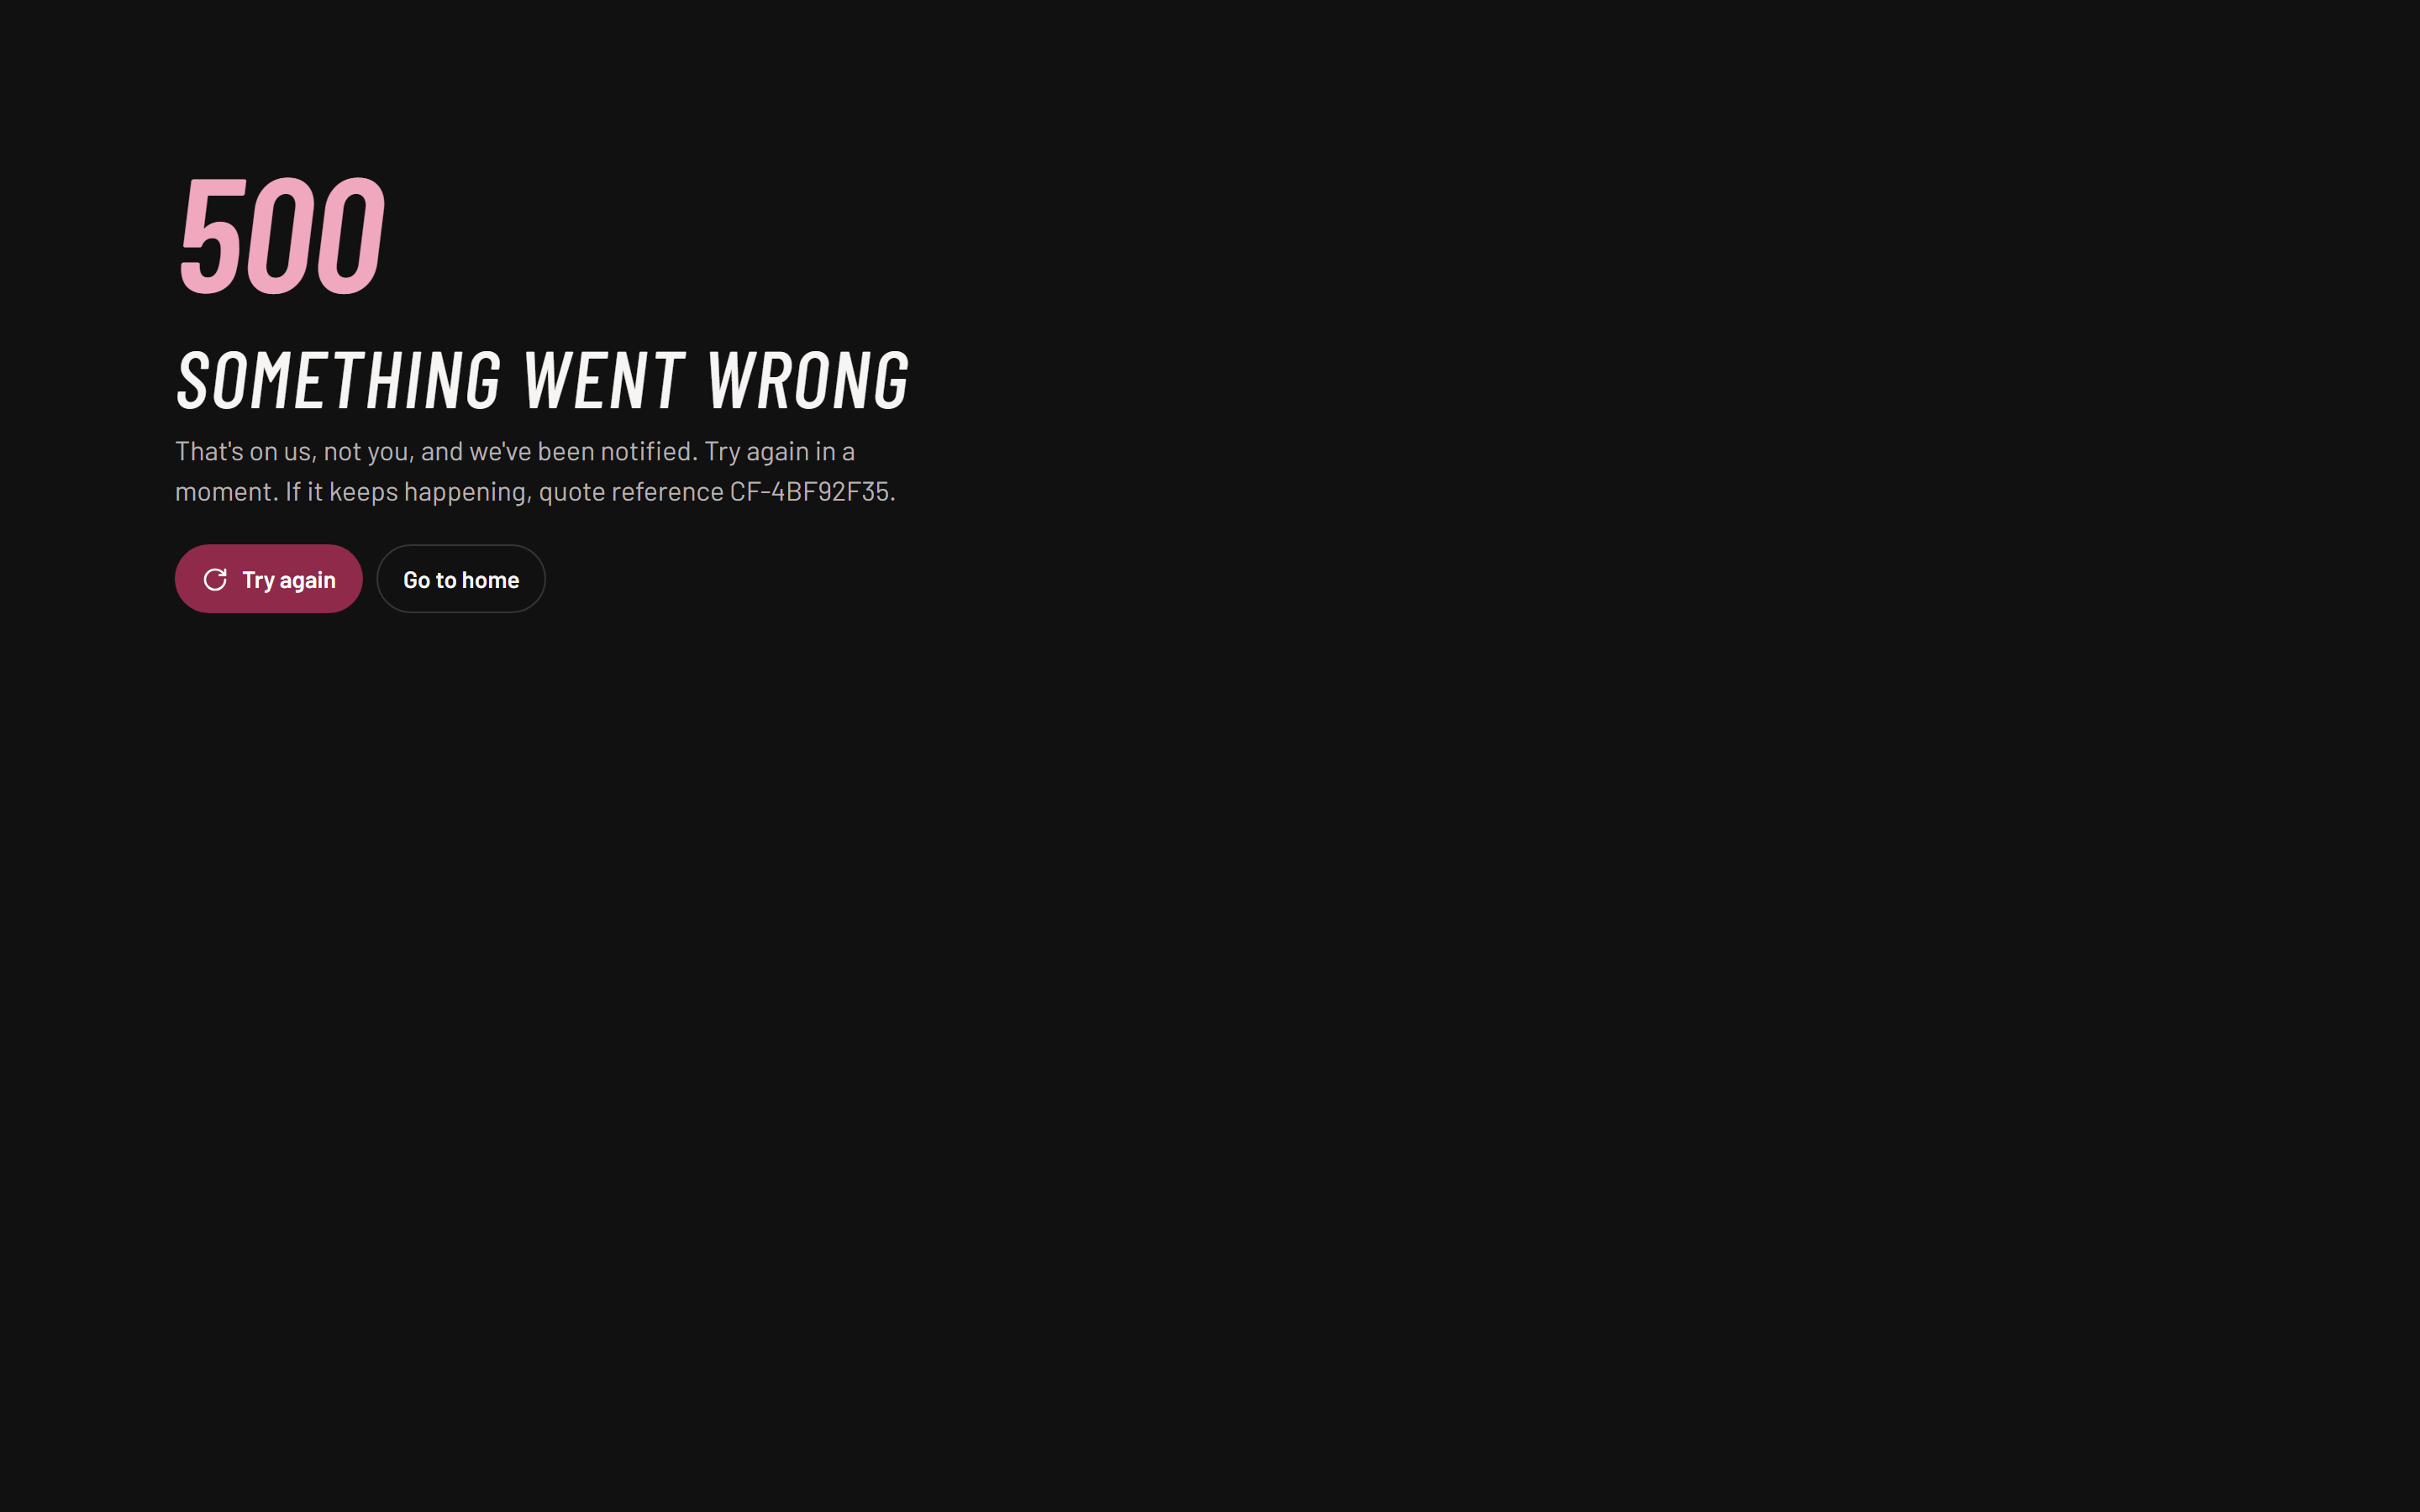 500
SOMETHING WENT WRONG
That's on us, not you, and we've been notified. Try again in a
moment. If it keeps happening, quote reference CF-4BF92F35.
Try again
Go to home